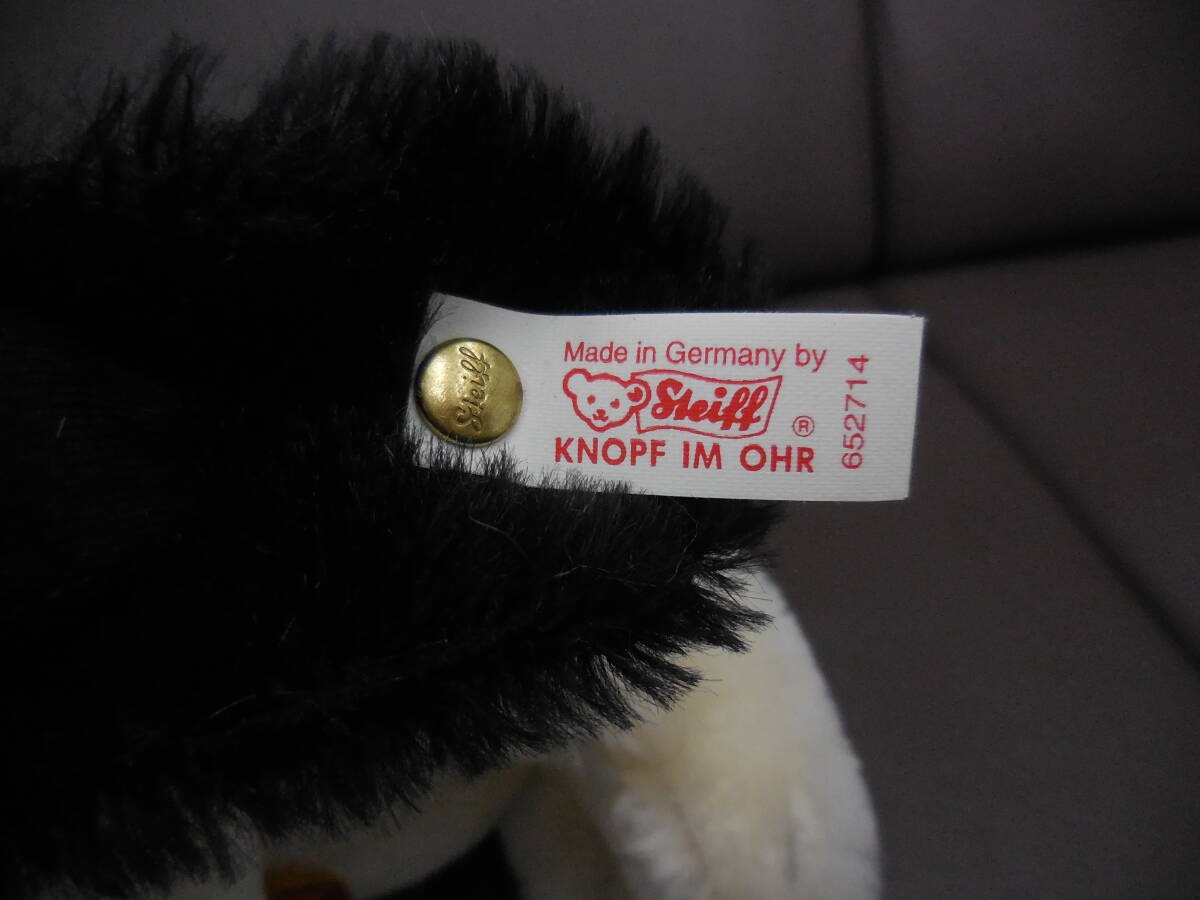 Steiff
Made in Germany by
Steiff ®
KNOPF IM OHR
652714